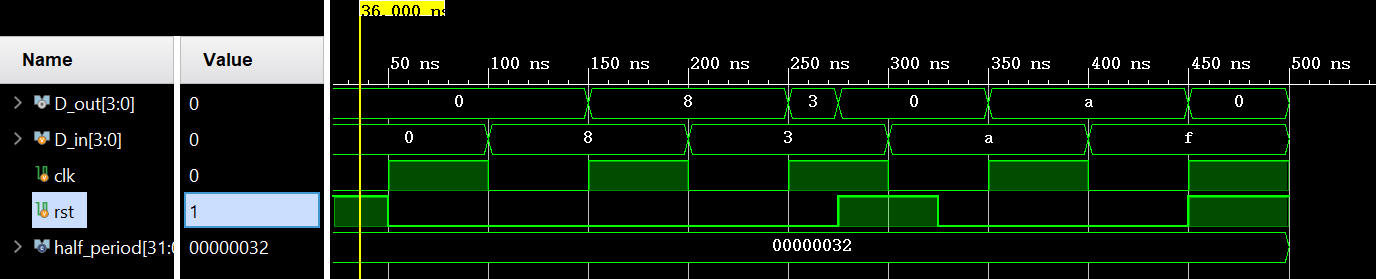 36.000 ns
Name Value
50 ns 100 ns 150 ns 200 ns 250 ns 300 ns 350 ns 400 ns 450 ns 500 ns
D_out[3:0] 0 0 8 3 0 a 0
D_in[3:0] 0 0 8 3 a f
clk 0
rst 1
half_period[31:0 00000032 00000032